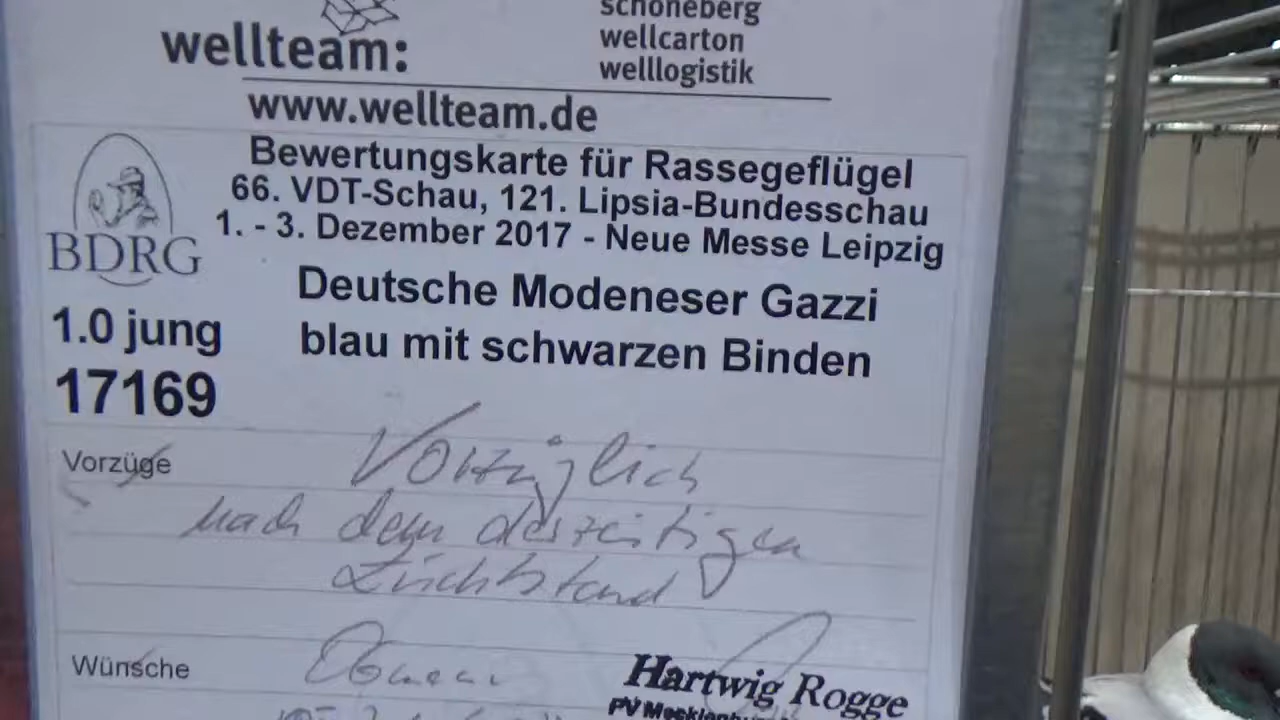 schöneberg
wellteam:
wellcarton
welllogistik
www.wellteam.de
Bewertungskarte für Rassegeflügel
66. VDT-Schau, 121. Lipsia-Bundesschau
1. - 3. Dezember 2017 - Neue Messe Leipzig
BDRG
Deutsche Modeneser Gazzi
1.0 jung
blau mit schwarzen Binden
17169
Vorzüge
Vorzüglich
nach dem derzeitigen
Zuchtstand
Wünsche
Hartwig Rogge
PV